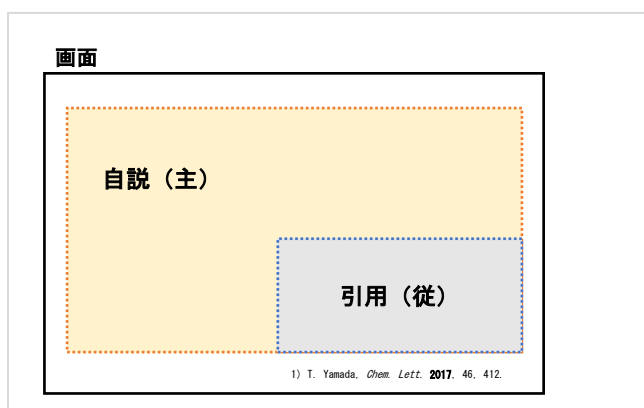 画面
自説（主）
引用（従）
1) T. Yamada, Chem. Lett. 2017, 46, 412.